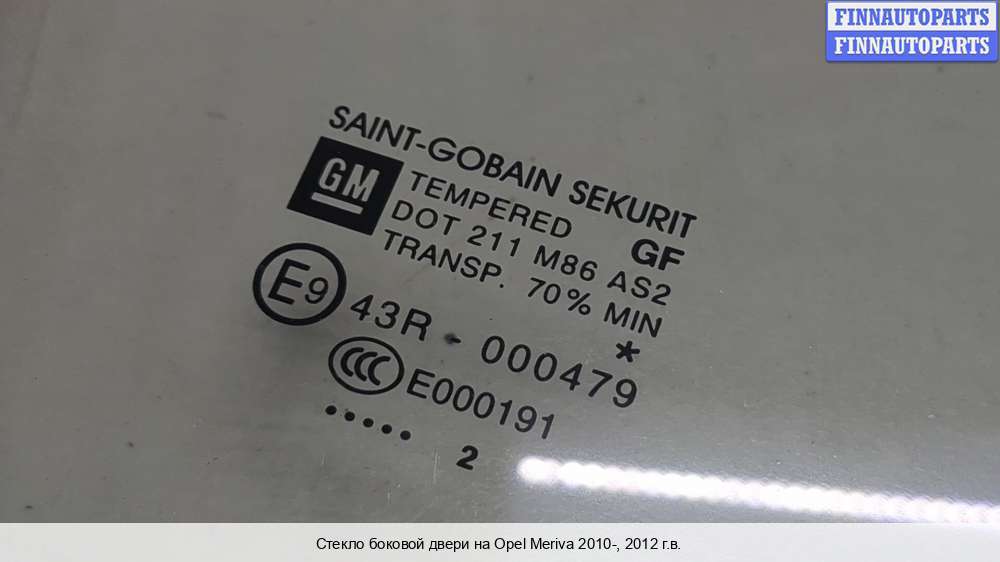 FINNAUTOPARTS
FINNAUTOPARTS
SAINT-GOBAIN SEKURIT
GM
TEMPERED GF
DOT 211 M86 AS2
TRANSP. 70% MIN
*
E9 43R - 000479
CCC E000191
..... 2
Стекло боковой двери на Opel Meriva 2010-, 2012 г.в.